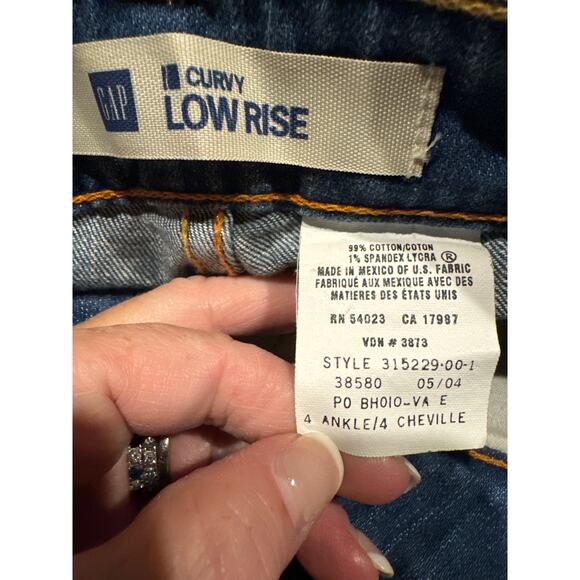 GAP
CURVY
LOW RISE
99% COTTON/COTON
1% SPANDEX LYCRA ®
MADE IN MEXICO OF U.S. FABRIC
FABRIQUÉ AUX MEXIQUE AVEC DES
MATIERES DES ÉTATS UNIS
RN 54023 CA 17987
VDN # 3873
STYLE 315229-00-1
38580 05/04
PO BH010-VA E
4 ANKLE/4 CHEVILLE